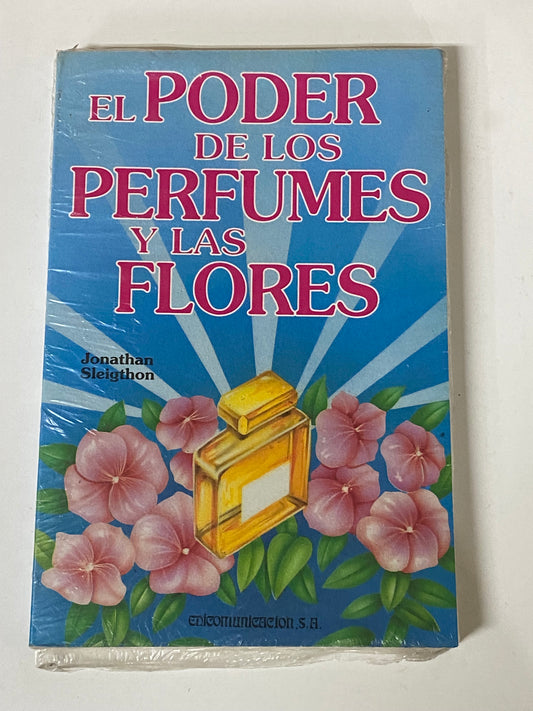 EL PODER
DE LOS
PERFUMES
Y LAS
FLORES
Jonathan
Sleigthon
EDICOMUNICACION, S.A.